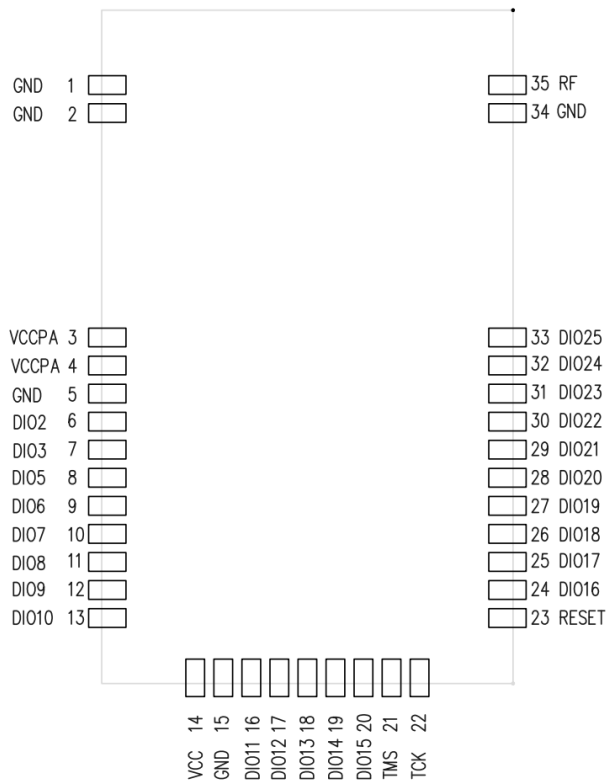 GND 1
GND 2
VCCPA 3
VCCPA 4
GND 5
DIO2 6
DIO3 7
DIO5 8
DIO6 9
DIO7 10
DIO8 11
DIO9 12
DIO10 13
VCC 14
GND 15
DIO11 16
DIO12 17
DIO13 18
DIO14 19
DIO15 20
TMS 21
TCK 22
35 RF
34 GND
33 DIO25
32 DIO24
31 DIO23
30 DIO22
29 DIO21
28 DIO20
27 DIO19
26 DIO18
25 DIO17
24 DIO16
23 RESET